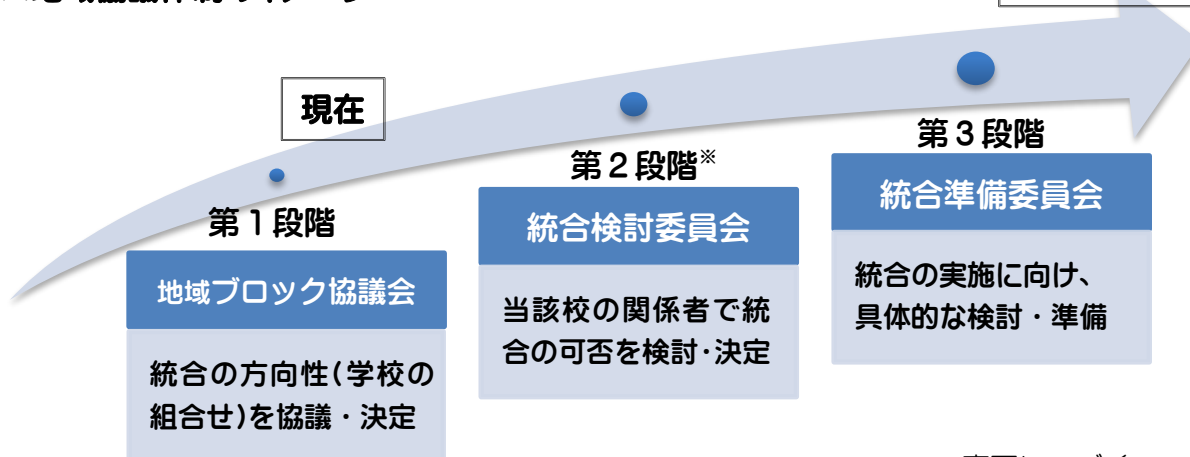 現在
第1段階
地域ブロック協議会
統合の方向性(学校の
組合せ)を協議・決定
第2段階※
統合検討委員会
当該校の関係者で統
合の可否を検討・決定
第3段階
統合準備委員会
統合の実施に向け、
具体的な検討・準備